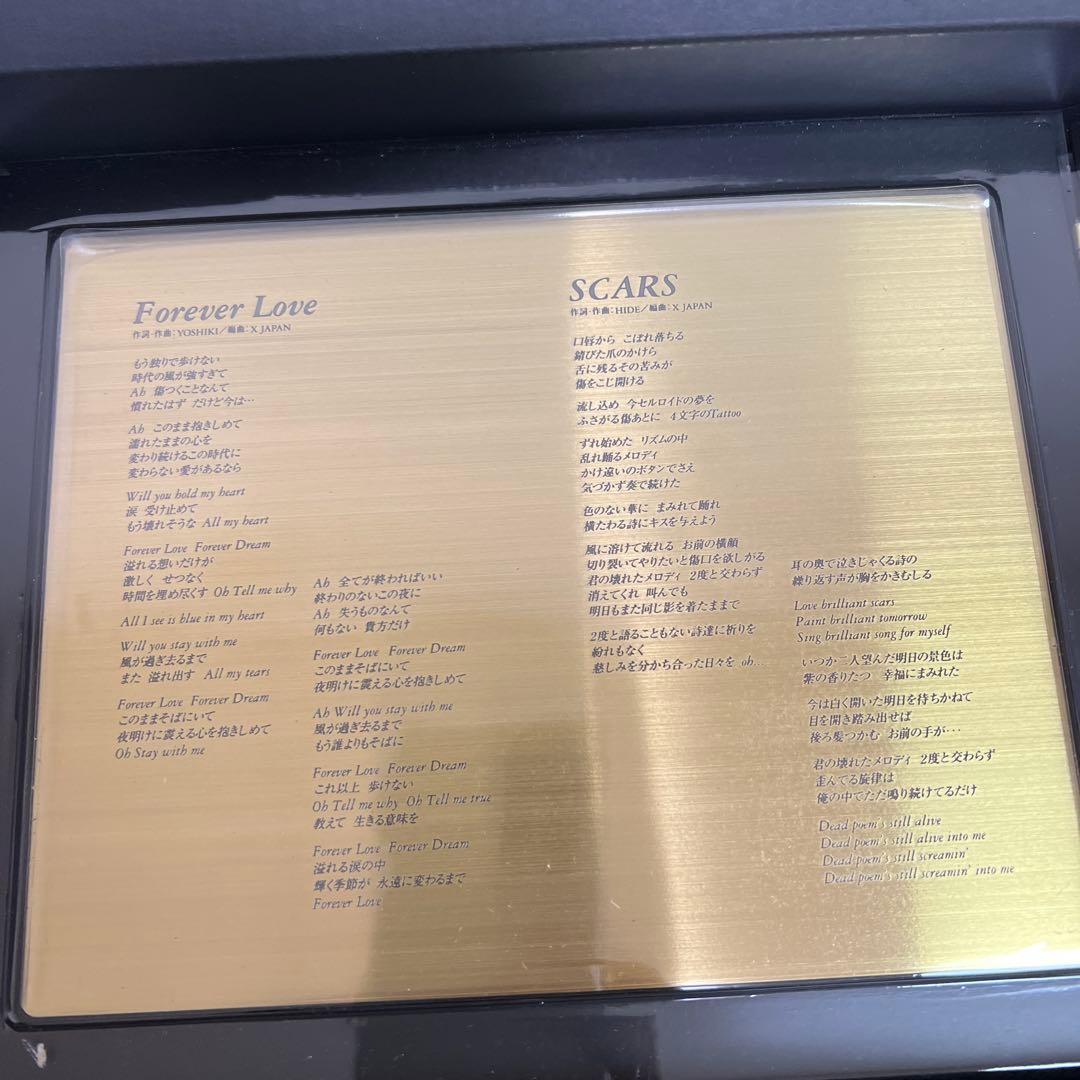 Forever Love
作詞・作曲:YOSHIKI/編曲:X JAPAN
もう独りで歩けない
時代の風が強すぎて
Ah 傷つくことなんて
慣れたはず だけど今は…
Ah このまま抱きしめて
濡れたままの心を
変わり続けるこの時代に
変わらない愛があるなら
Will you hold my heart
涙 受け止めて
もう壊れそうな All my heart
Forever Love Forever Dream
溢れる想いだけが
激しく せつなく
時間を埋め尽くす Oh Tell me why
All I see is blue in my heart
Will you stay with me
風が過ぎ去るまで
また 溢れ出す All my tears
Forever Love Forever Dream
このままそばにいて
夜明けに震える心を抱きしめて
Oh Stay with me
Ah 全てが終わればいい
終わりのないこの夜に
Ah 失うものなんて
何もない 貴方だけ
Forever Love Forever Dream
このままそばにいて
夜明けに震える心を抱きしめて
Ah Will you stay with me
風が過ぎ去るまで
もう誰よりもそばに
Forever Love Forever Dream
これ以上 歩けない
Oh Tell me why Oh Tell me true
教えて 生きる意味を
Forever Love Forever Dream
溢れる涙の中
輝く季節が 永遠に変わるまで
Forever Love
SCARS
作詞・作曲:HIDE/編曲:X JAPAN
口唇から こぼれ落ちる
錆びた爪のかけら
舌に残るその苦みが
傷をこじ開ける
流し込め 今セルロイドの夢を
ふさがる傷あとに 4文字のTattoo
ずれ始めた リズムの中
乱れ踊るメロディ
かけ違いのボタンでさえ
気づかず奏で続けた
色のない華に まみれて踊れ
横たわる詩にキスを与えよう
風に溶けて流れる お前の横顔
切り裂いてやりたいと傷口を欲しがる
君の壊れたメロディ 2度と交わらず
消えてくれ 叫んでも
明日もまた同じ影を着たままで
2度と語ることもない詩達に祈りを
紛れもなく
慈しみを分かち合った日々を oh…
耳の奥で泣きじゃくる詩の
繰り返す声が胸をかきむしる
Love brilliant scars
Paint brilliant tomorrow
Sing brilliant song for myself
いつか二人望んだ明日の景色は
紫の香りたつ 幸福にまみれた
今は白く開いた明日を待ちかねて
目を開き踏み出せば
後ろ髪つかむ お前の手が…
君の壊れたメロディ 2度と交わらず
歪んでる旋律は
俺の中でただ鳴り続けてるだけ
Dead poem's still alive
Dead poem's still alive into me
Dead poem's still screamin'
Dead poem's still screamin' into me